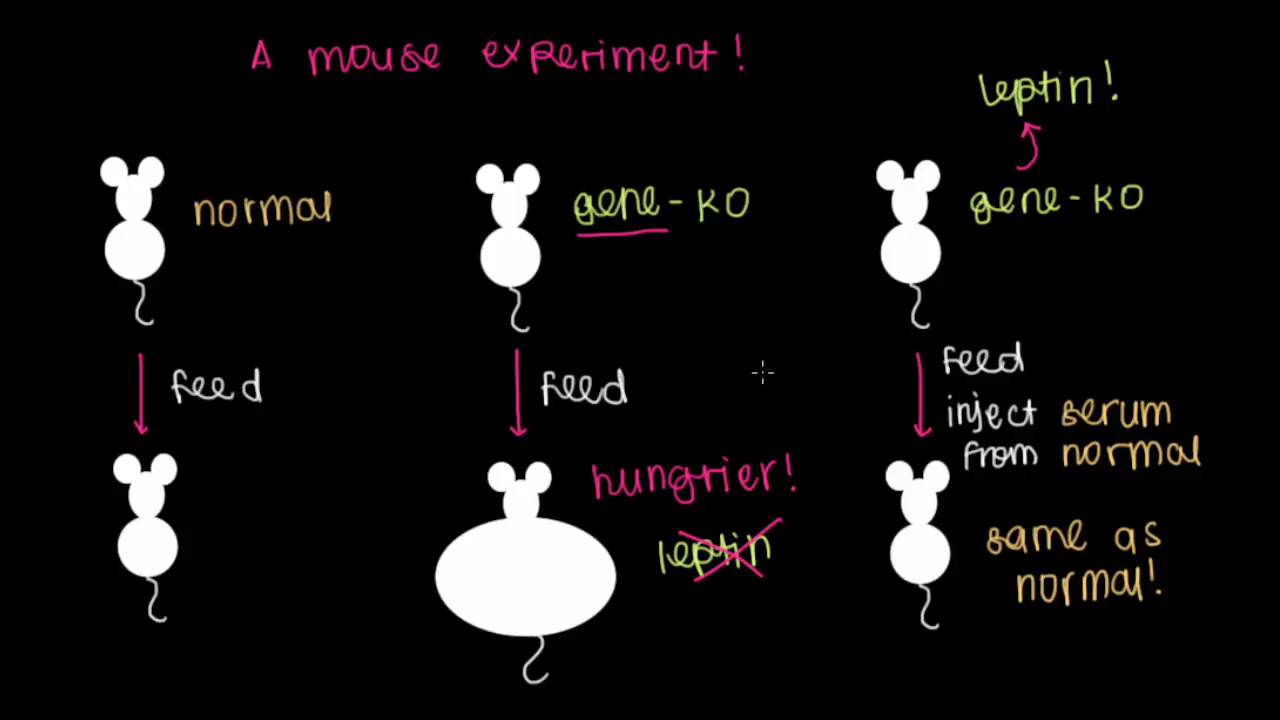 A mouse experiment!
leptin!
normal
gene-KO
gene-KO
feed
feed
feed
inject serum
from normal
hungrier!
leptin
same as
normal!